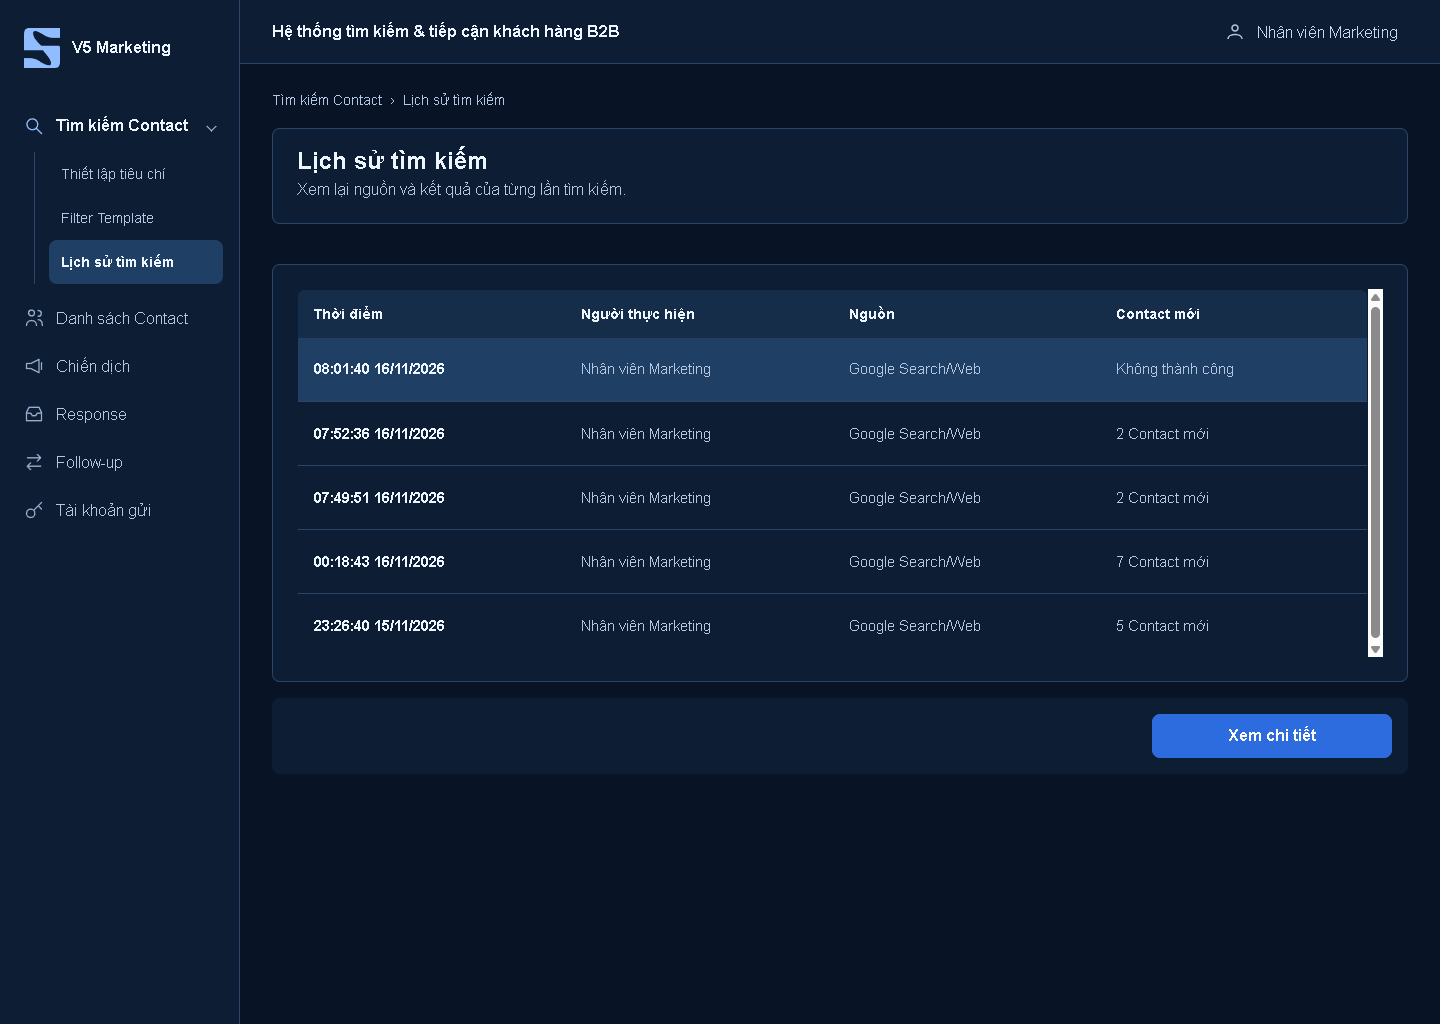 V5 Marketing
Hệ thống tìm kiếm & tiếp cận khách hàng B2B
Nhân viên Marketing
Tìm kiếm Contact
Thiết lập tiêu chí
Filter Template
Lịch sử tìm kiếm
Danh sách Contact
Chiến dịch
Response
Follow-up
Tài khoản gửi
Tìm kiếm Contact › Lịch sử tìm kiếm
Lịch sử tìm kiếm
Xem lại nguồn và kết quả của từng lần tìm kiếm.
Thời điểm Người thực hiện Nguồn Contact mới
08:01:40 16/11/2026 Nhân viên Marketing Google Search/Web Không thành công
07:52:36 16/11/2026 Nhân viên Marketing Google Search/Web 2 Contact mới
07:49:51 16/11/2026 Nhân viên Marketing Google Search/Web 2 Contact mới
00:18:43 16/11/2026 Nhân viên Marketing Google Search/Web 7 Contact mới
23:26:40 15/11/2026 Nhân viên Marketing Google Search/Web 5 Contact mới
Xem chi tiết